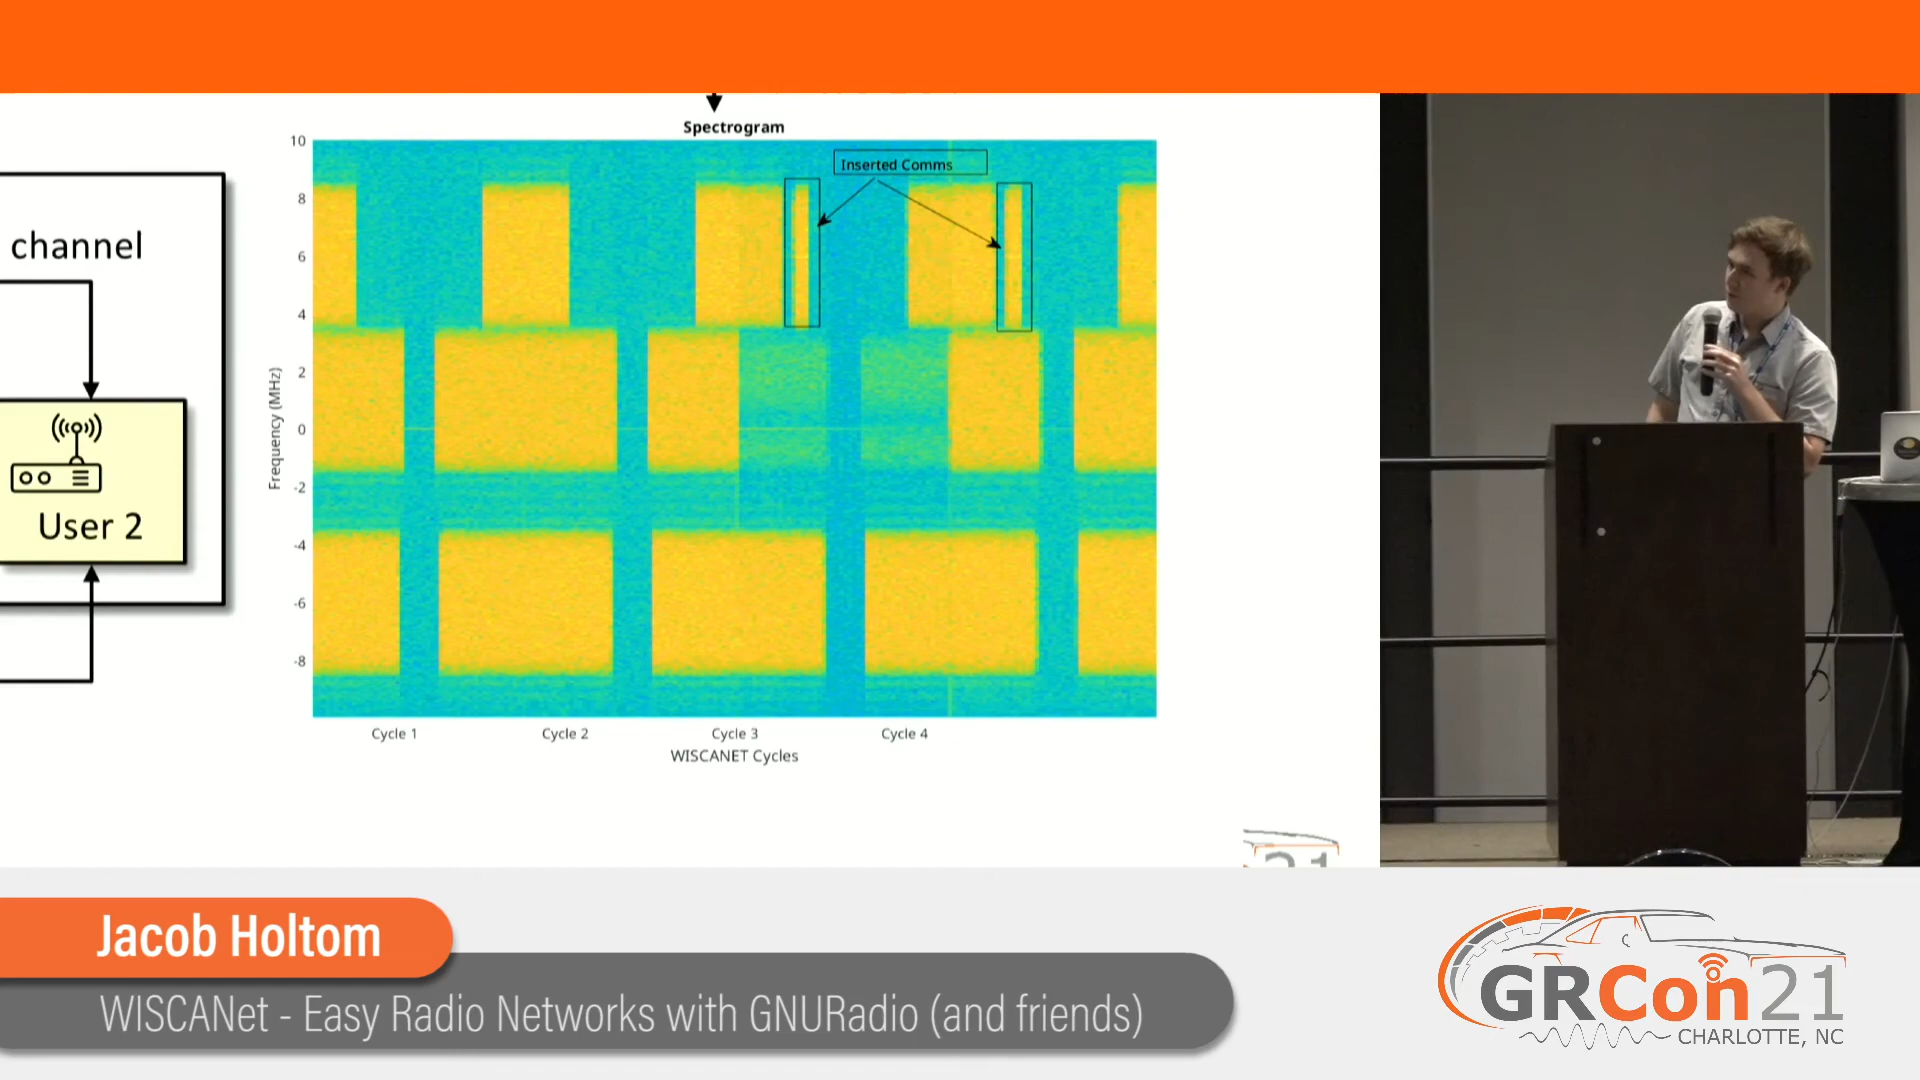 Spectrogram
Inserted Comms
channel
User 2
10
8
6
4
2
0
-2
-4
-6
-8
Frequency (MHz)
Cycle 1
Cycle 2
Cycle 3
Cycle 4
WISCANET Cycles
21
Jacob Holtom
WISCANet - Easy Radio Networks with GNURadio (and friends)
GRCon21
CHARLOTTE, NC